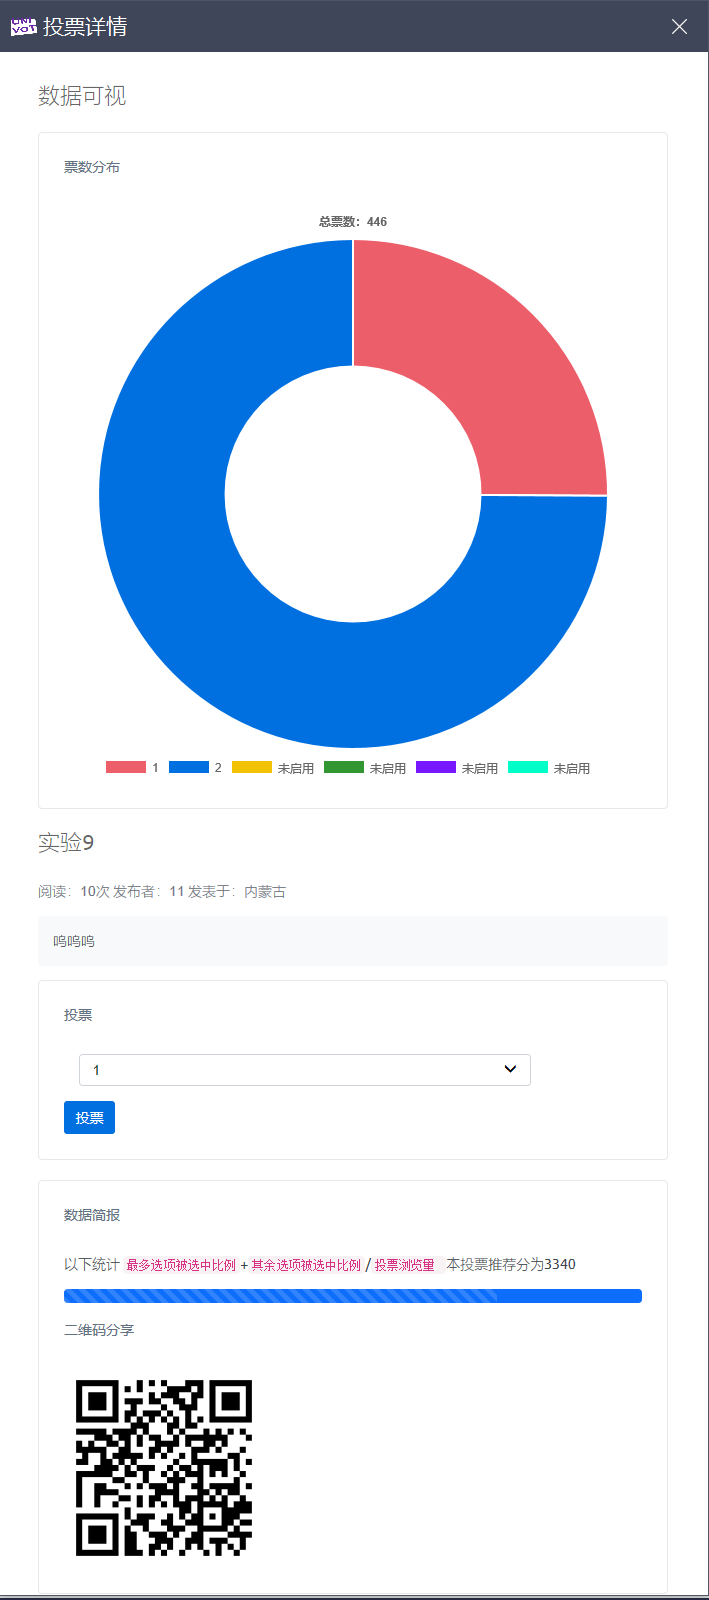 投票详情
数据可视
票数分布
总票数：446
1 2 未启用 未启用 未启用 未启用
实验9
阅读：10次 发布者：11 发表于：内蒙古
呜呜呜
投票
1
投票
数据简报
以下统计 最多选项被选中比例 + 其余选项被选中比例 / 投票浏览量 本投票推荐分为3340
二维码分享